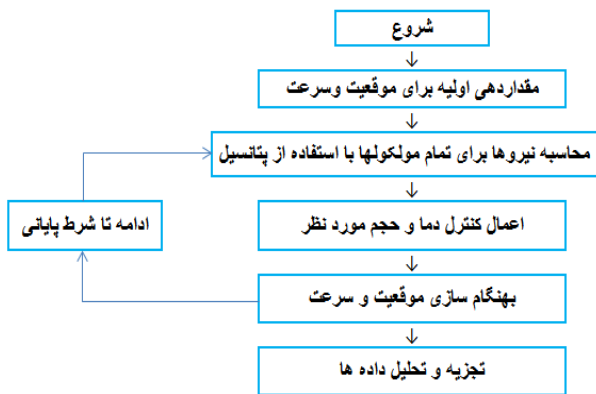 شروع
مقداردهی اولیه برای موقعیت وسرعت
محاسبه نیروها برای تمام مولکولها با استفاده از پتانسیل
اعمال کنترل دما و حجم مورد نظر
ادامه تا شرط پایانی
بهنگام سازی موقعیت و سرعت
تجزیه و تحلیل داده ها